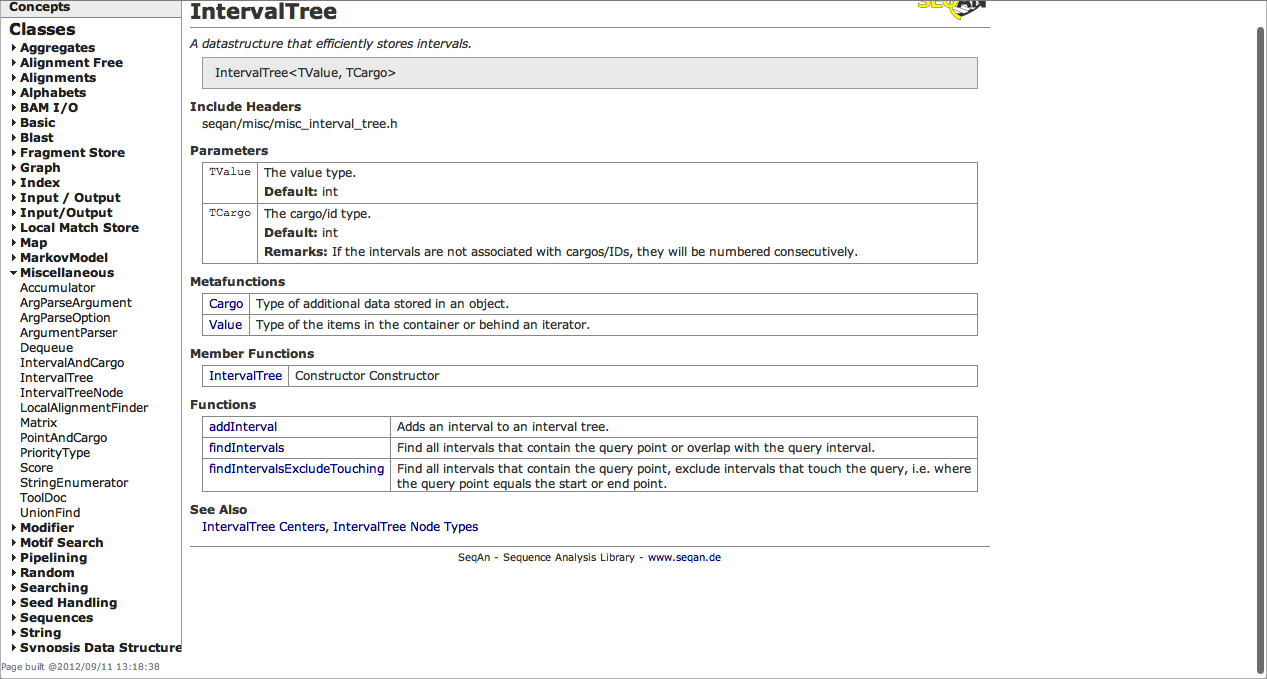 Concepts
Classes
Aggregates
Alignment Free
Alignments
Alphabets
BAM I/O
Basic
Blast
Fragment Store
Graph
Index
Input / Output
Input/Output
Local Match Store
Map
MarkovModel
Miscellaneous
Accumulator
ArgParseArgument
ArgParseOption
ArgumentParser
Dequeue
IntervalAndCargo
IntervalTree
IntervalTreeNode
LocalAlignmentFinder
Matrix
PointAndCargo
PriorityType
Score
StringEnumerator
ToolDoc
UnionFind
Modifier
Motif Search
Pipelining
Random
Searching
Seed Handling
Sequences
String
Synopsis Data Structure
Page built @2012/09/11 13:18:38
IntervalTree
SEQAN
A datastructure that efficiently stores intervals.
IntervalTree<TValue, TCargo>
Include Headers
seqan/misc/misc_interval_tree.h
Parameters
TValue The value type.
Default: int
TCargo The cargo/id type.
Default: int
Remarks: If the intervals are not associated with cargos/IDs, they will be numbered consecutively.
Metafunctions
Cargo Type of additional data stored in an object.
Value Type of the items in the container or behind an iterator.
Member Functions
IntervalTree Constructor Constructor
Functions
addInterval Adds an interval to an interval tree.
findIntervals Find all intervals that contain the query point or overlap with the query interval.
findIntervalsExcludeTouching Find all intervals that contain the query point, exclude intervals that touch the query, i.e. where
the query point equals the start or end point.
See Also
IntervalTree Centers, IntervalTree Node Types
SeqAn - Sequence Analysis Library - www.seqan.de